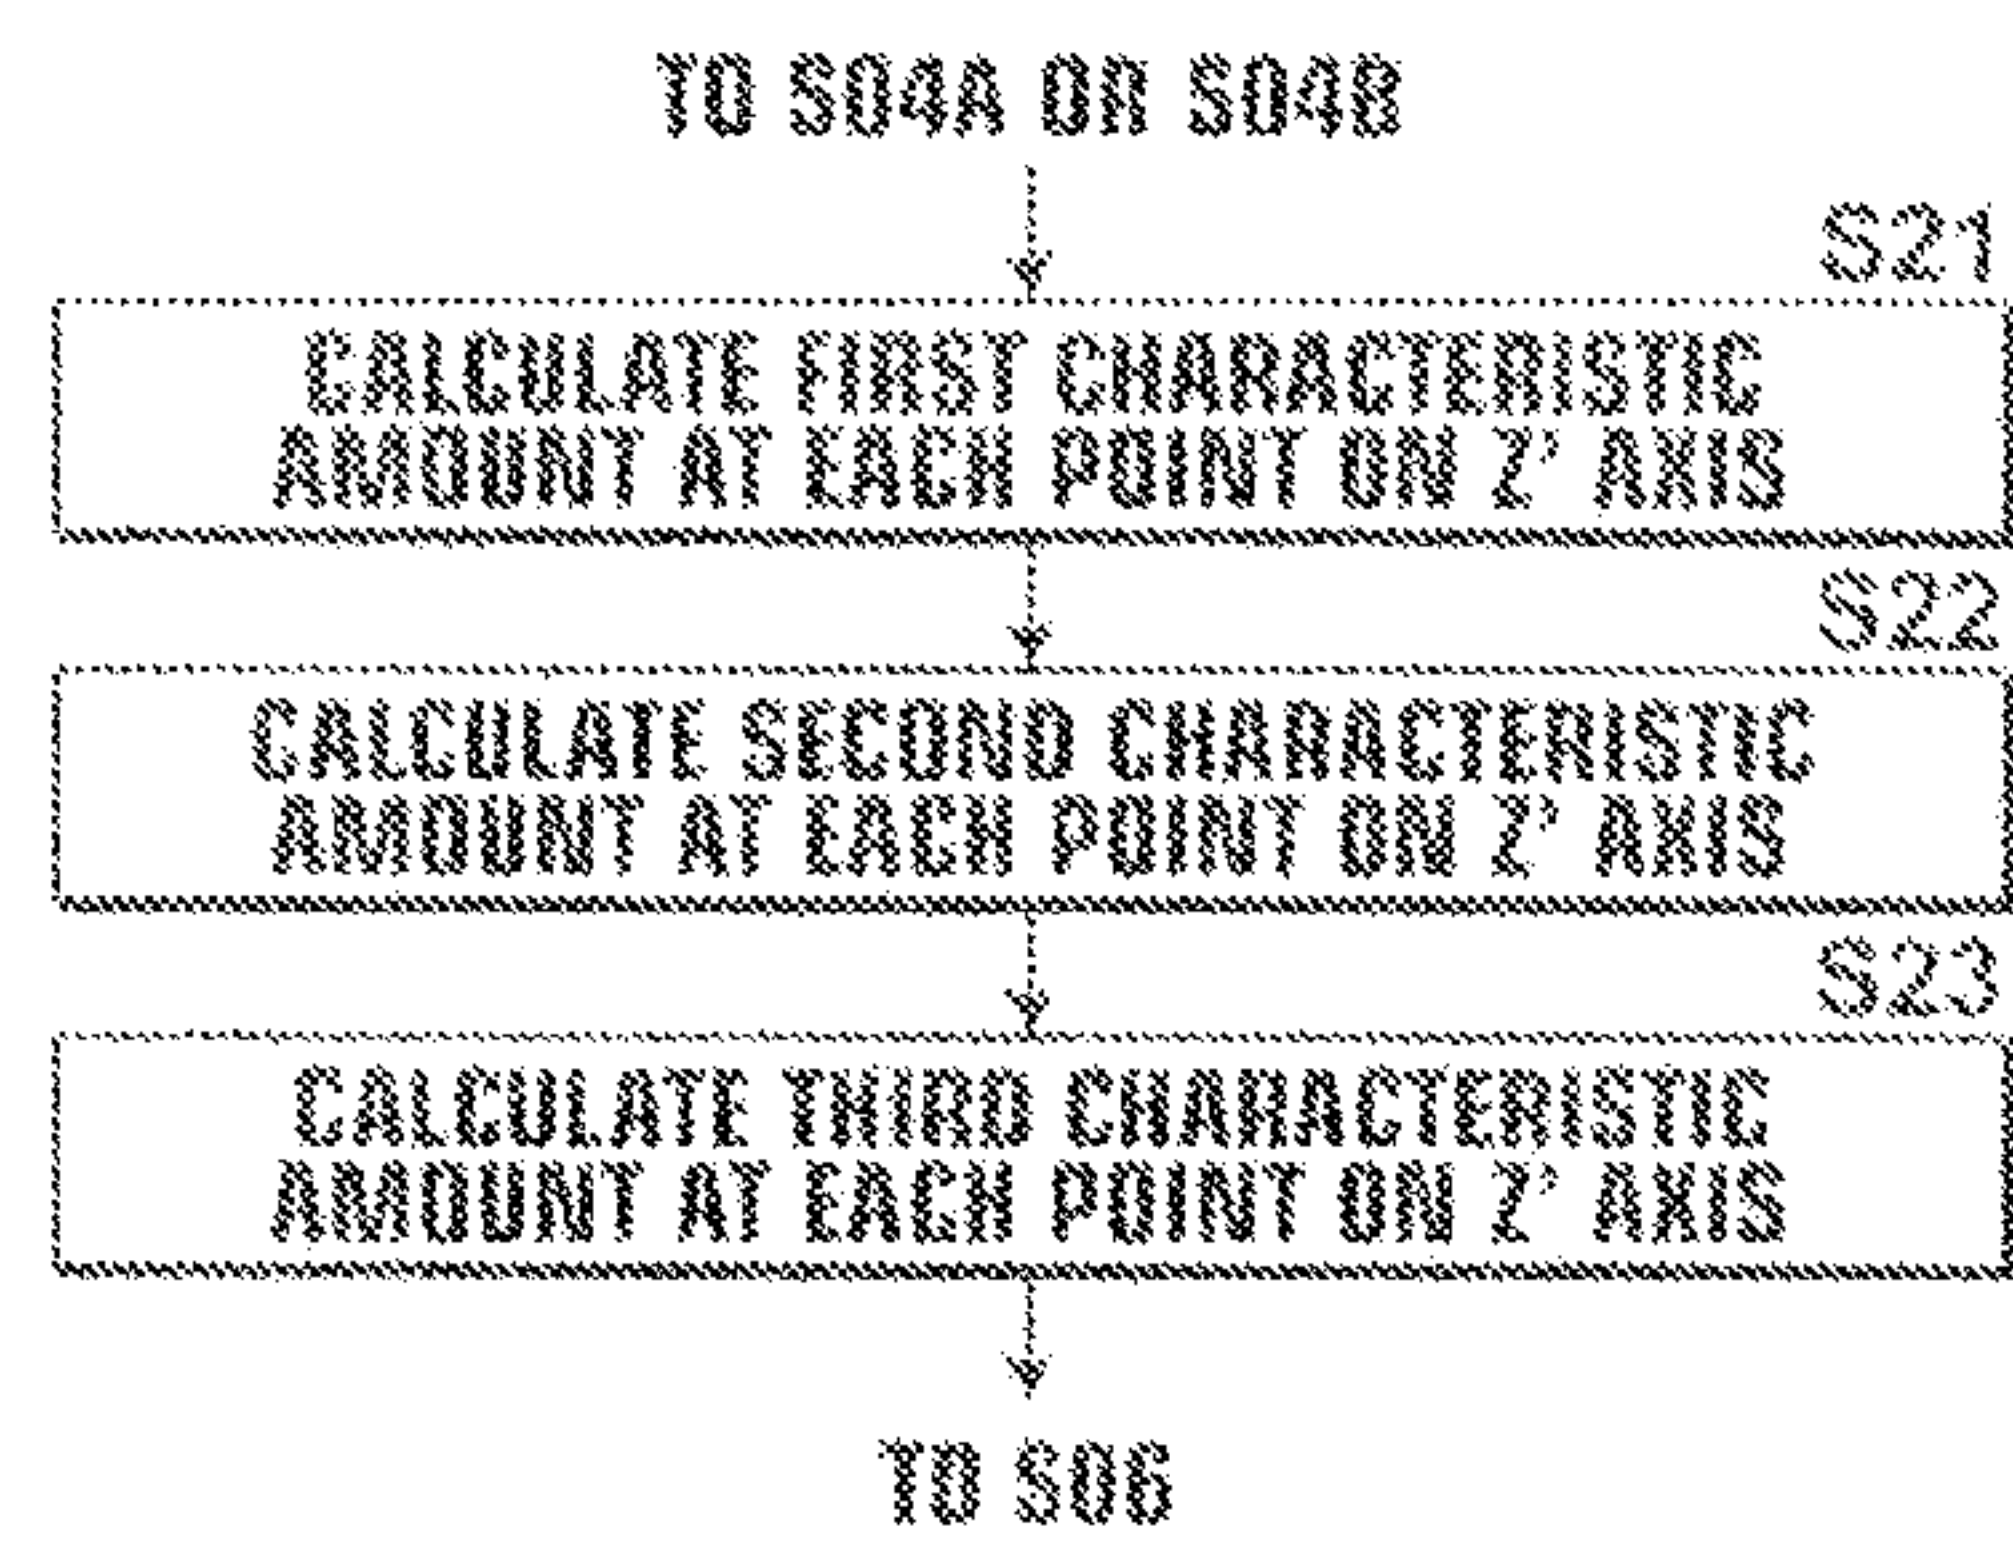 TO S04A OR S04B
S21
CALCULATE FIRST CHARACTERISTIC
AMOUNT AT EACH POINT ON Z' AXIS
S22
CALCULATE SECOND CHARACTERISTIC
AMOUNT AT EACH POINT ON Z' AXIS
S23
CALCULATE THIRD CHARACTERISTIC
AMOUNT AT EACH POINT ON Z' AXIS
TO S06